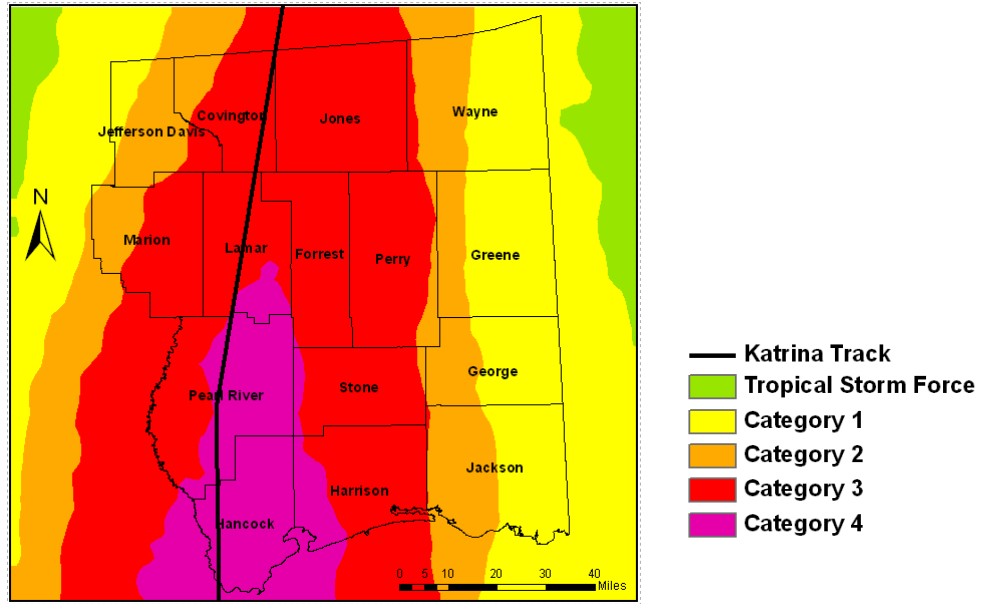 Wayne
Covington
Jones
Jefferson Davis
N
Marion
Lamar
Forrest
Perry
Greene
Katrina Track
George
Tropical Storm Force
Stone
Pearl River
Category 1
Category 2
Jackson
Harrison
Category 3
Hancock
Category 4
0 5 10 20 30 40
Miles